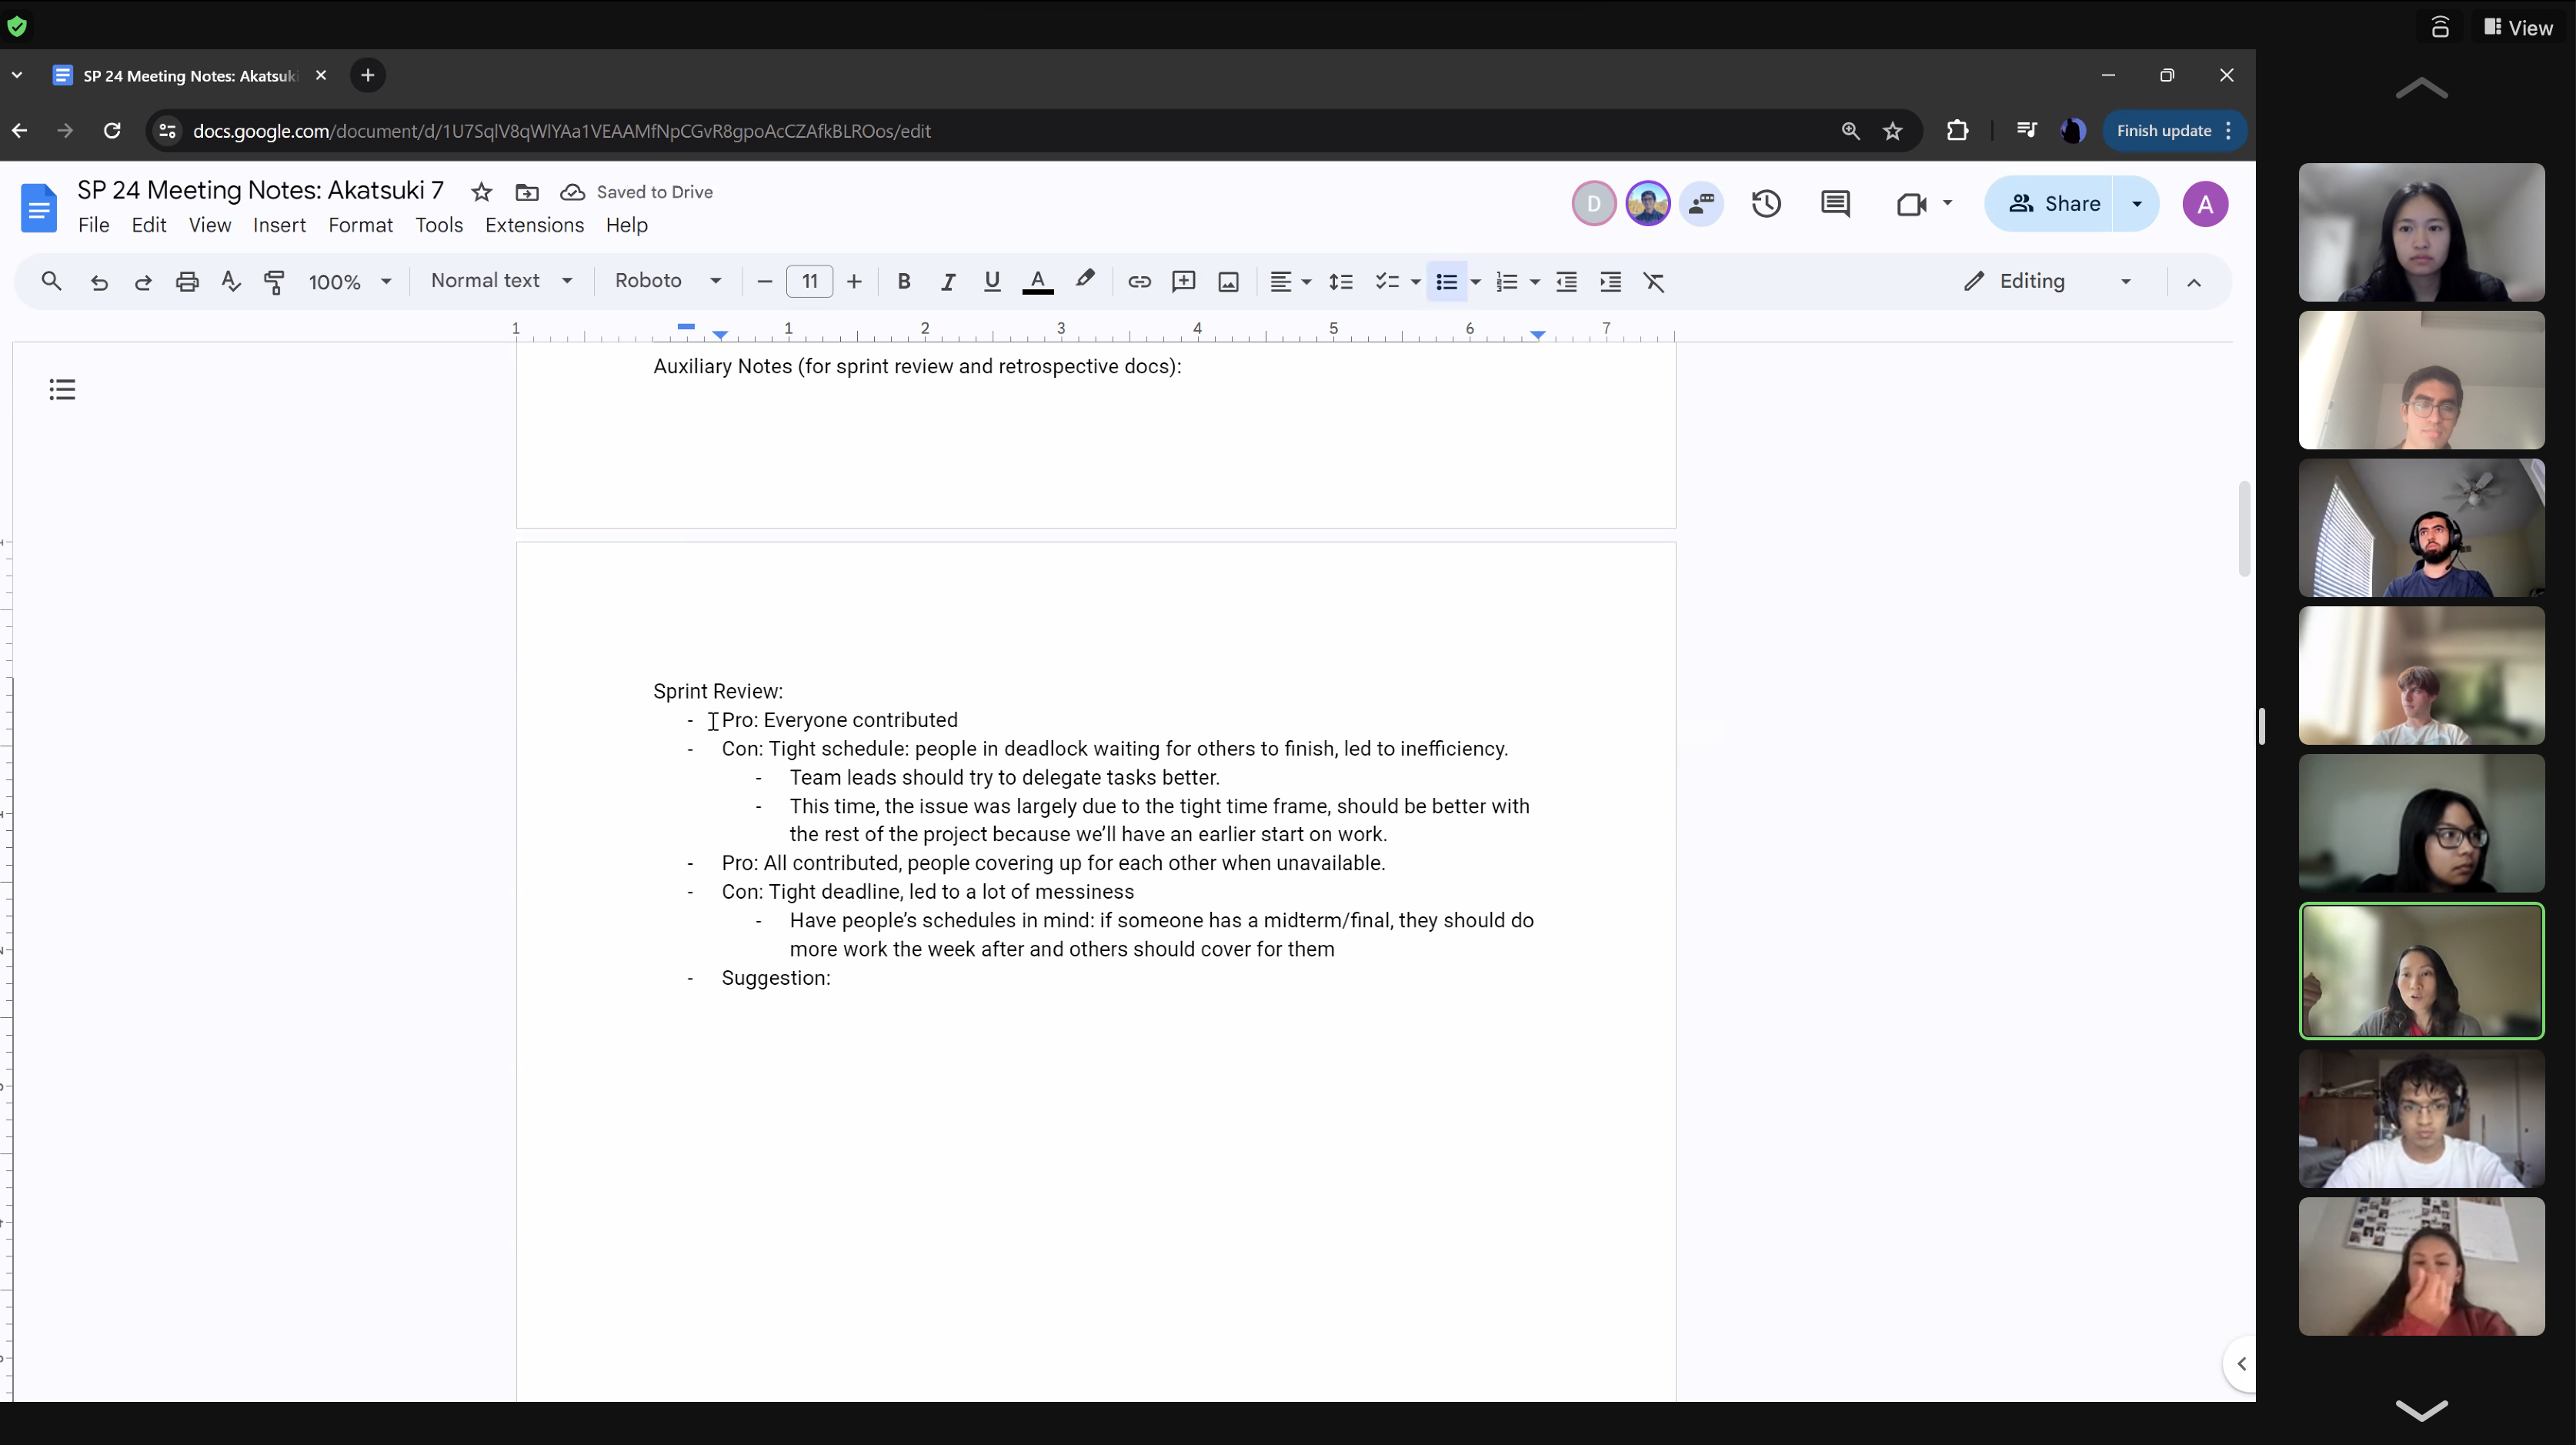 View
SP 24 Meeting Notes: Akatsuki
docs.google.com/document/d/1U7SqlV8qWlYAa1VEAAMfNpCGvR8gpoAcCZAfkBLROos/edit
Finish update
SP 24 Meeting Notes: Akatsuki 7
Saved to Drive
D
Share
A
File Edit View Insert Format Tools Extensions Help
100% Normal text Roboto 11 B I U A Editing
1 1 2 3 4 5 6 7
Auxiliary Notes (for sprint review and retrospective docs):
Sprint Review:
- Pro: Everyone contributed
- Con: Tight schedule: people in deadlock waiting for others to finish, led to inefficiency.
- Team leads should try to delegate tasks better.
- This time, the issue was largely due to the tight time frame, should be better with
the rest of the project because we’ll have an earlier start on work.
- Pro: All contributed, people covering up for each other when unavailable.
- Con: Tight deadline, led to a lot of messiness
- Have people’s schedules in mind: if someone has a midterm/final, they should do
more work the week after and others should cover for them
- Suggestion: